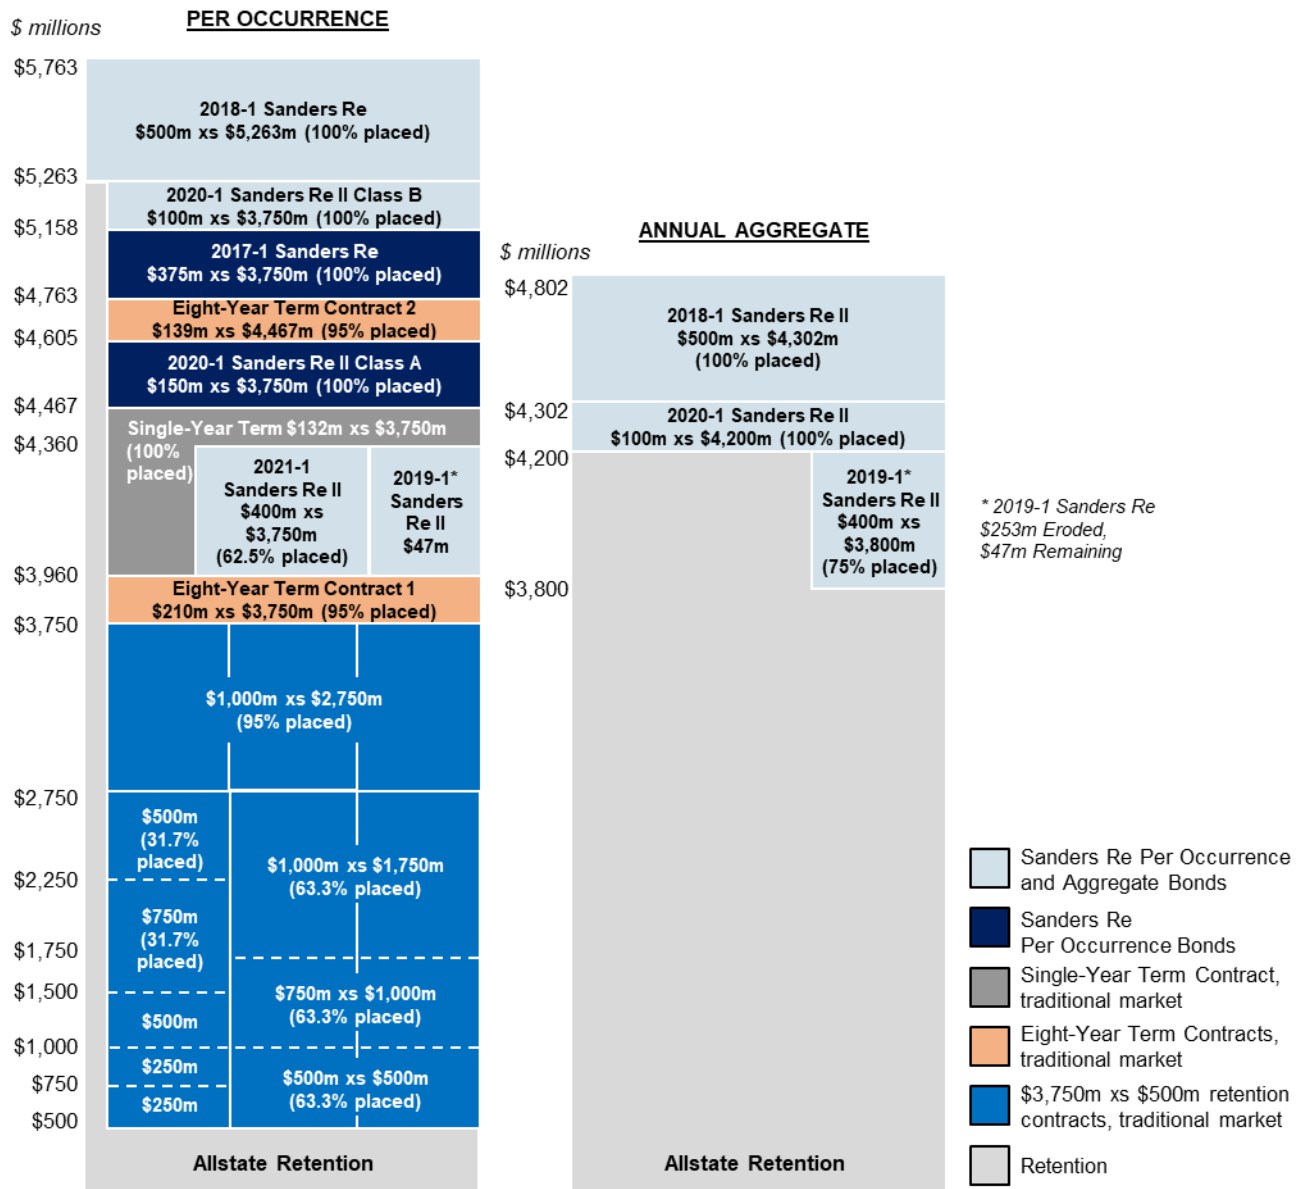 PER OCCURRENCE
$ millions
$5,763
2018-1 Sanders Re
$500m xs $5,263m (100% placed)
$5,263
2020-1 Sanders Re II Class B
$100m xs $3,750m (100% placed)
$5,158
2017-1 Sanders Re
$375m xs $3,750m (100% placed)
$4,763
Eight-Year Term Contract 2
$139m xs $4,467m (95% placed)
$4,605
2020-1 Sanders Re II Class A
$150m xs $3,750m (100% placed)
$4,467
Single-Year Term $132m xs $3,750m
(100%
placed)
$4,360
2021-1
Sanders Re II
$400m xs
$3,750m
(62.5% placed)
2019-1*
Sanders
Re II
$47m
$3,960
Eight-Year Term Contract 1
$210m xs $3,750m (95% placed)
$3,750
$1,000m xs $2,750m
(95% placed)
$2,750
$500m
(31.7%
placed)
$1,000m xs $1,750m
(63.3% placed)
$2,250
$750m
(31.7%
placed)
$1,750
$1,500
$750m xs $1,000m
(63.3% placed)
$500m
$1,000
$250m
$500m xs $500m
(63.3% placed)
$750
$250m
$500
Allstate Retention
ANNUAL AGGREGATE
$ millions
$4,802
2018-1 Sanders Re II
$500m xs $4,302m
(100% placed)
$4,302
2020-1 Sanders Re II
$100m xs $4,200m (100% placed)
$4,200
2019-1*
Sanders Re II
$400m xs
$3,800m
(75% placed)
$3,800
Allstate Retention
* 2019-1 Sanders Re
$253m Eroded,
$47m Remaining
Sanders Re Per Occurrence
and Aggregate Bonds
Sanders Re
Per Occurrence Bonds
Single-Year Term Contract,
traditional market
Eight-Year Term Contracts,
traditional market
$3,750m xs $500m retention
contracts, traditional market
Retention